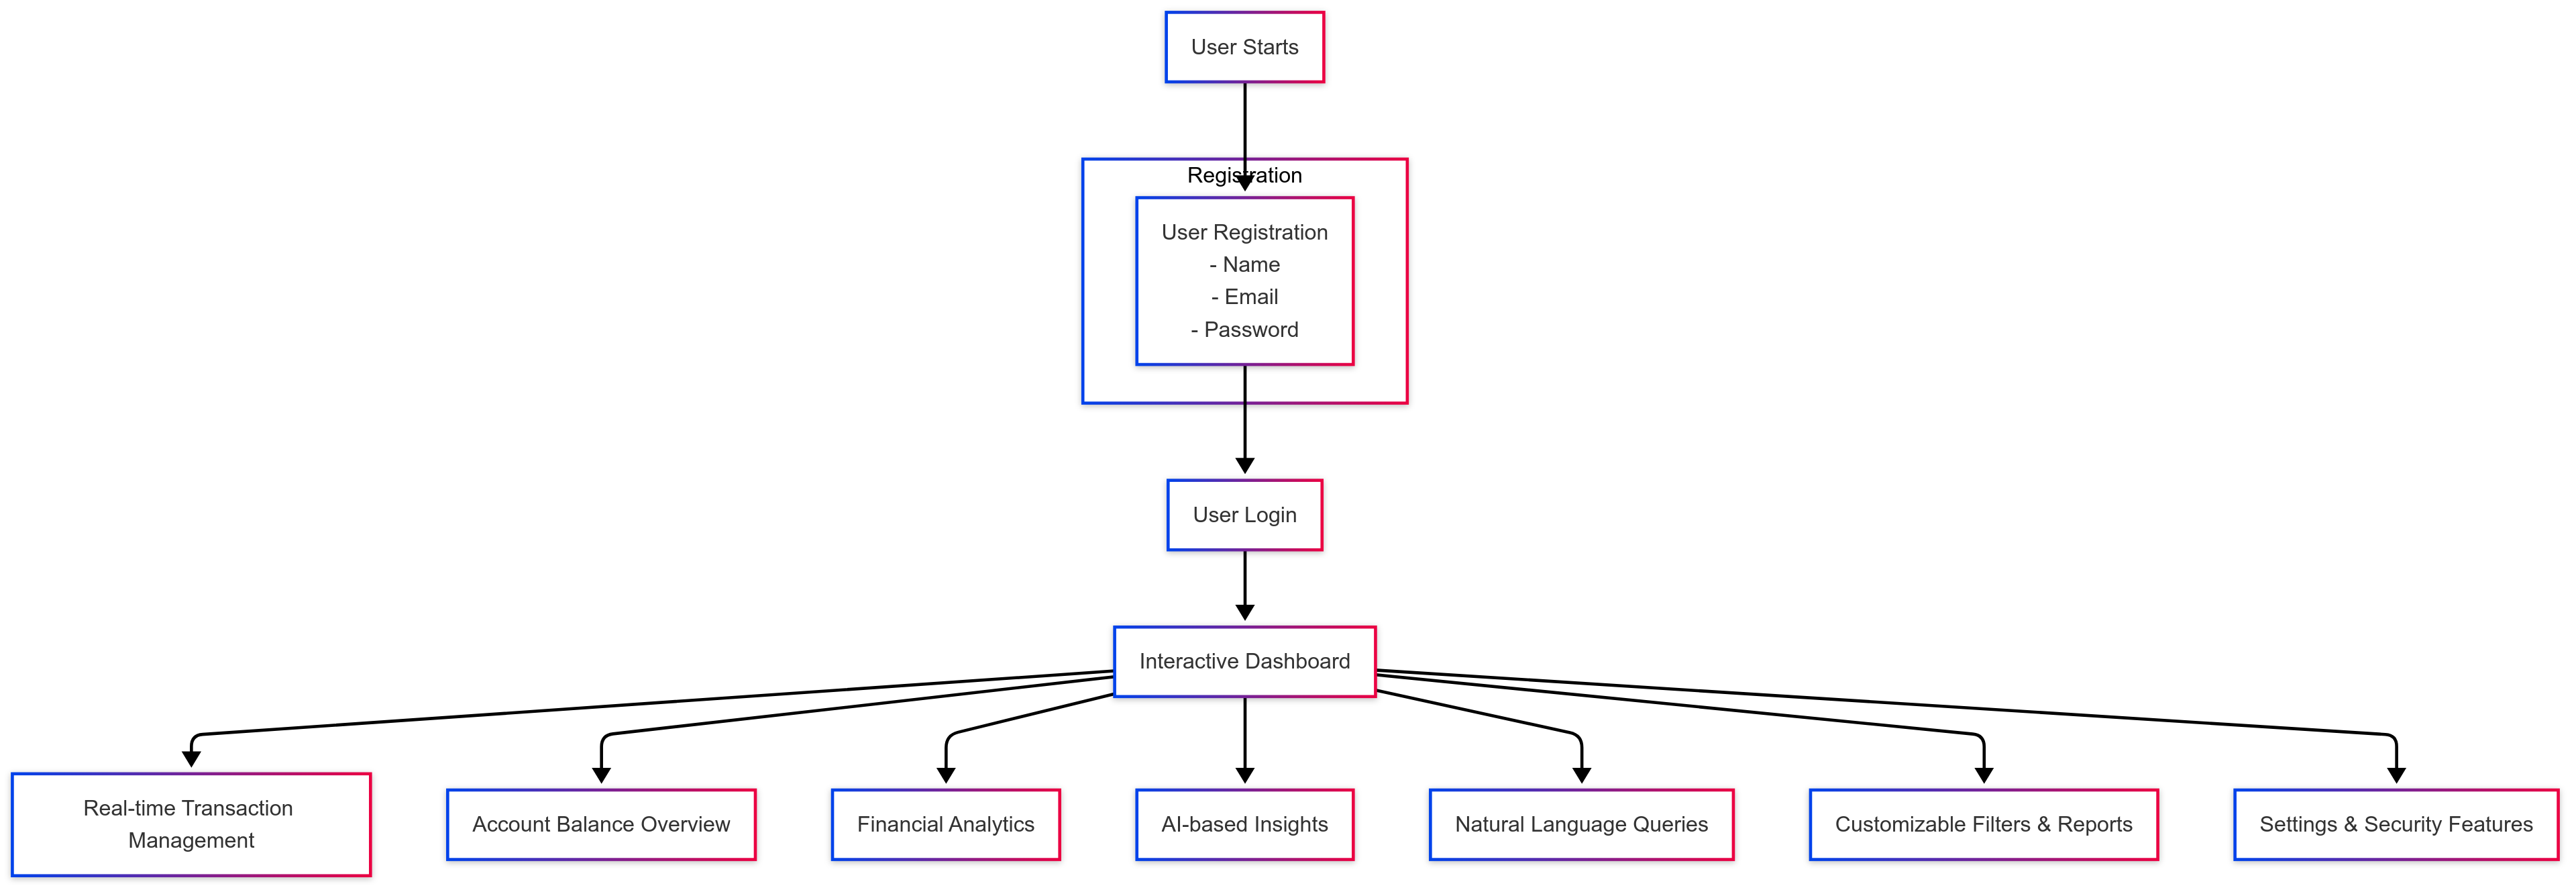 User Starts
Registration
User Registration
- Name
- Email
- Password
User Login
Interactive Dashboard
Real-time Transaction
Management
Account Balance Overview
Financial Analytics
AI-based Insights
Natural Language Queries
Customizable Filters & Reports
Settings & Security Features